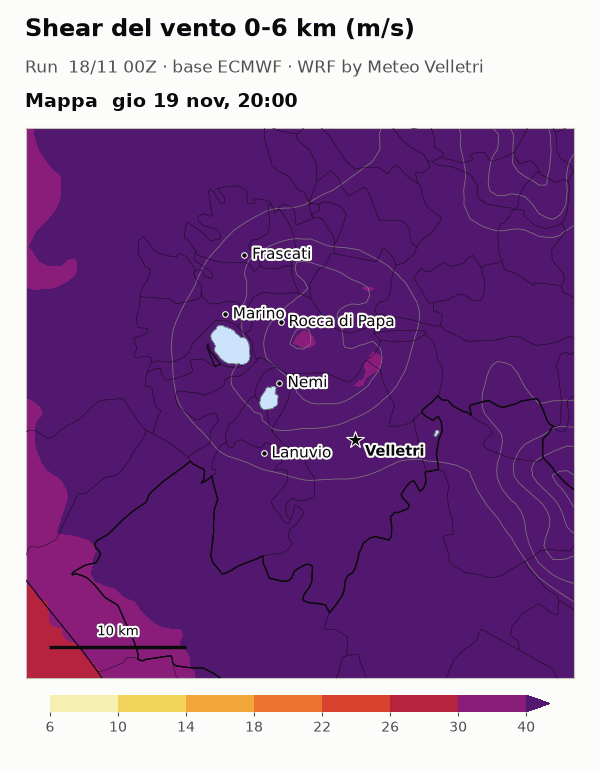 Shear del vento 0-6 km (m/s)
Run  18/11 00Z · base ECMWF · WRF by Meteo Velletri
Mappa  gio 19 nov, 20:00
Frascati
Marino
Rocca di Papa
Nemi
Velletri
Lanuvio
10 km
6 10 14 18 22 26 30 40